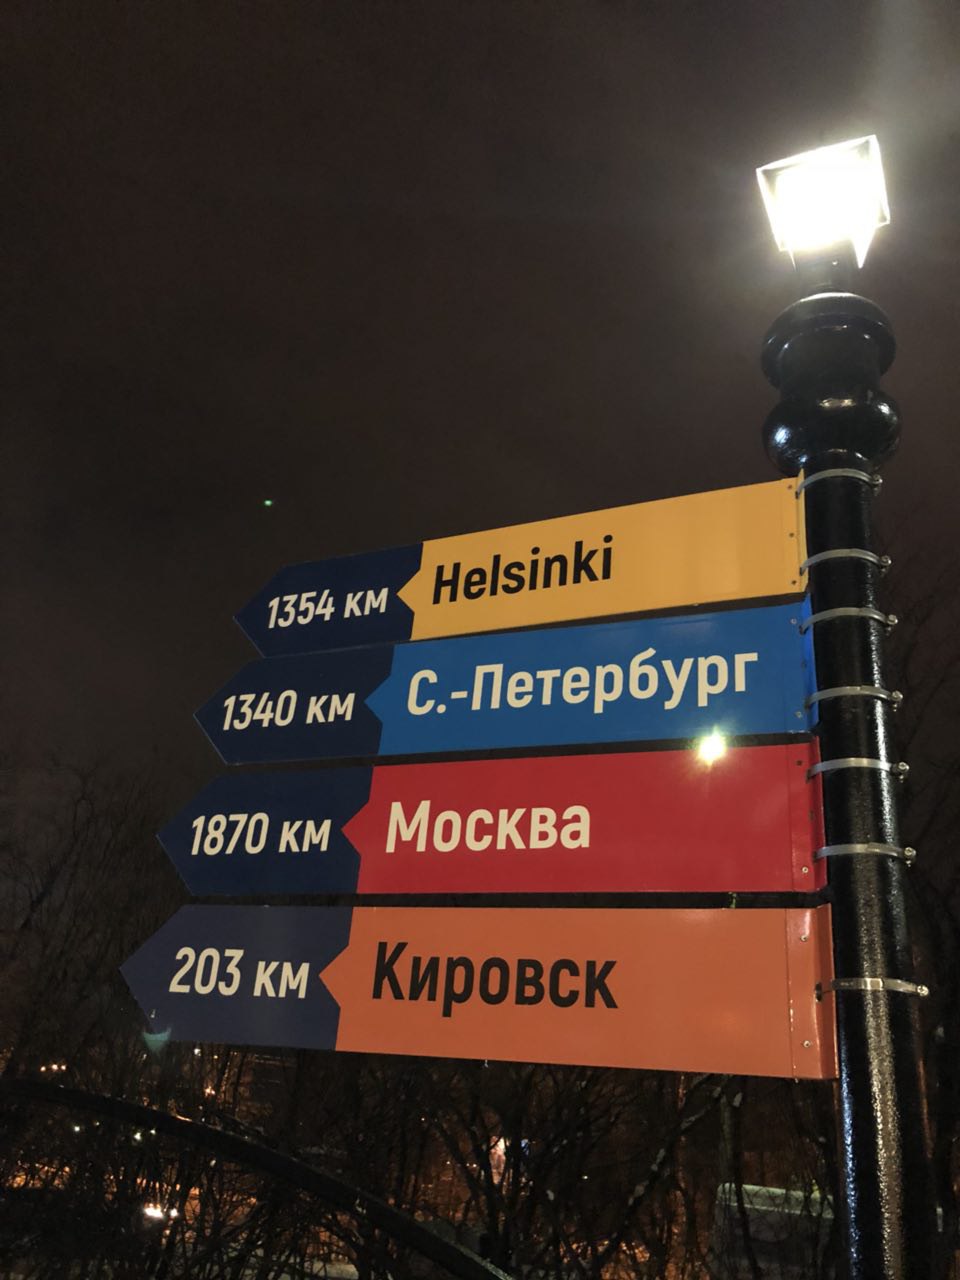 1354 км Helsinki
1340 км С.-Петербург
1870 км Москва
203 км Кировск